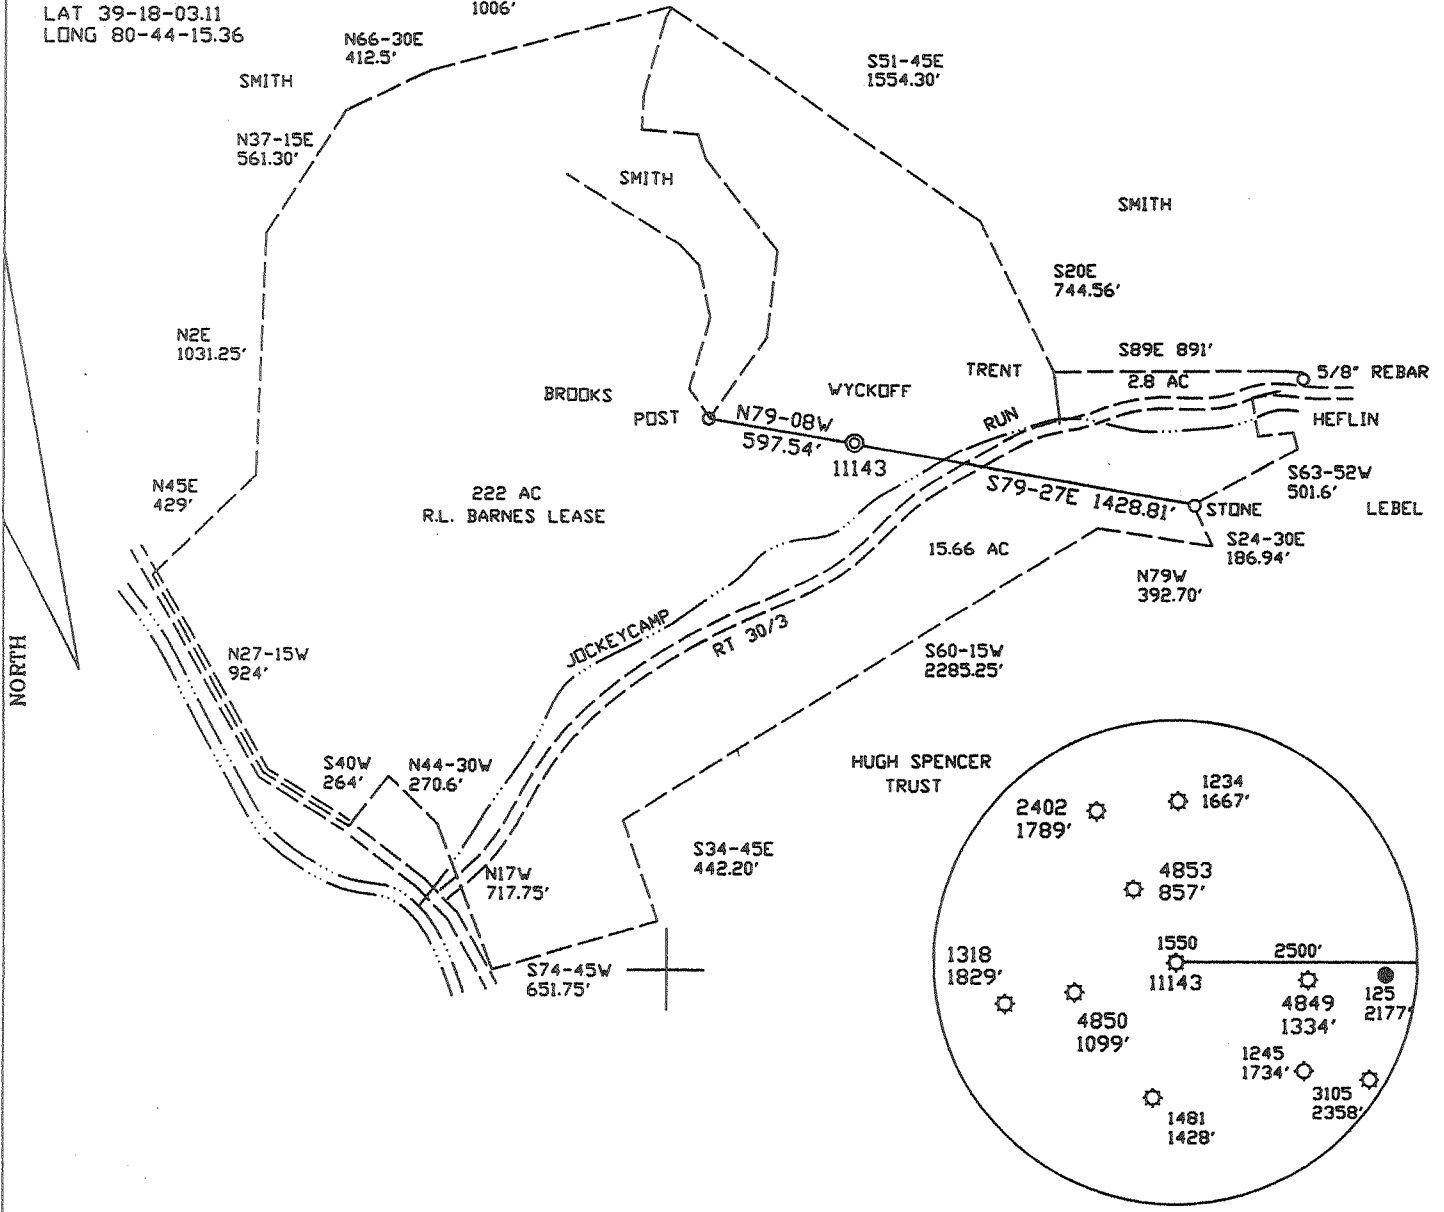 LAT 39-18-03.11
LONG 80-44-15.36
1006'
N66-30E
412.5'
SMITH
S51-45E
1554.30'
N37-15E
561.30'
SMITH
SMITH
S20E
744.56'
N2E
1031.25'
S89E 891'
2.8 AC
TRENT
5/8" REBAR
BROOKS
WYCKOFF
POST
N79-08W
597.54'
RUN
HEFLIN
11143
S63-52W
501.6'
S79-27E 1428.81'
STONE
LEBEL
N45E
429'
222 AC
R.L. BARNES LEASE
15.66 AC
S24-30E
186.94'
N79W
392.70'
JOCKEYCAMP
RT 30/3
NORTH
N27-15W
924'
S60-15W
2285.25'
S40W
264'
N44-30W
270.6'
HUGH SPENCER
TRUST
S34-45E
442.20'
N17W
717.75'
S74-45W
651.75'
2402
1789'
1234
1667'
4853
857'
1318
1829'
1550
11143
2500'
4850
1099'
4849
1334'
125
2177'
1245
1734'
3105
2358'
1481
1428'